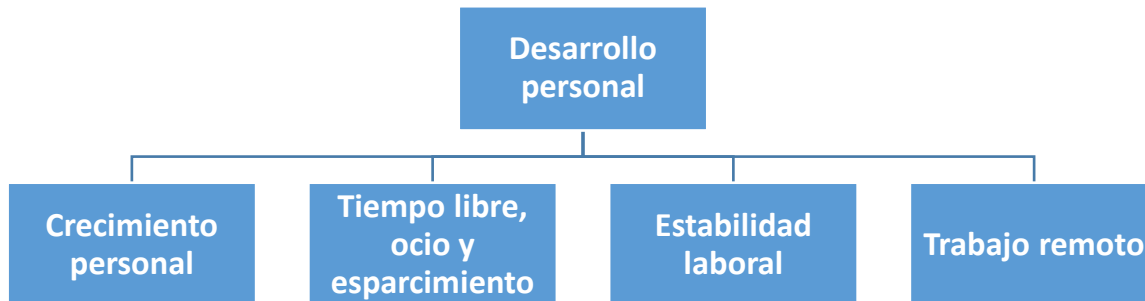 Desarrollo
personal
Crecimiento
personal
Tiempo libre,
ocio y
esparcimiento
Estabilidad
laboral
Trabajo remoto